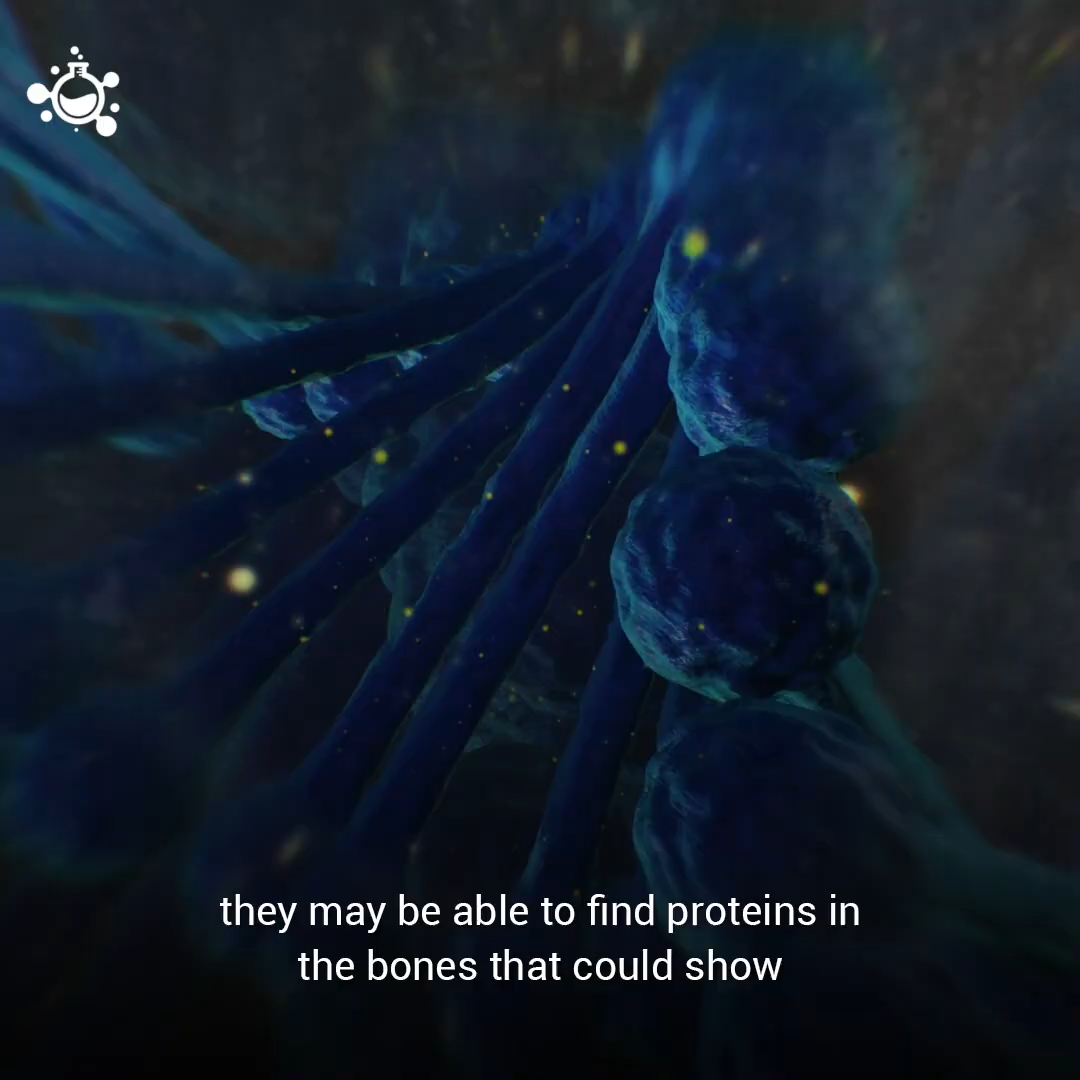 they may be able to find proteins in
the bones that could show